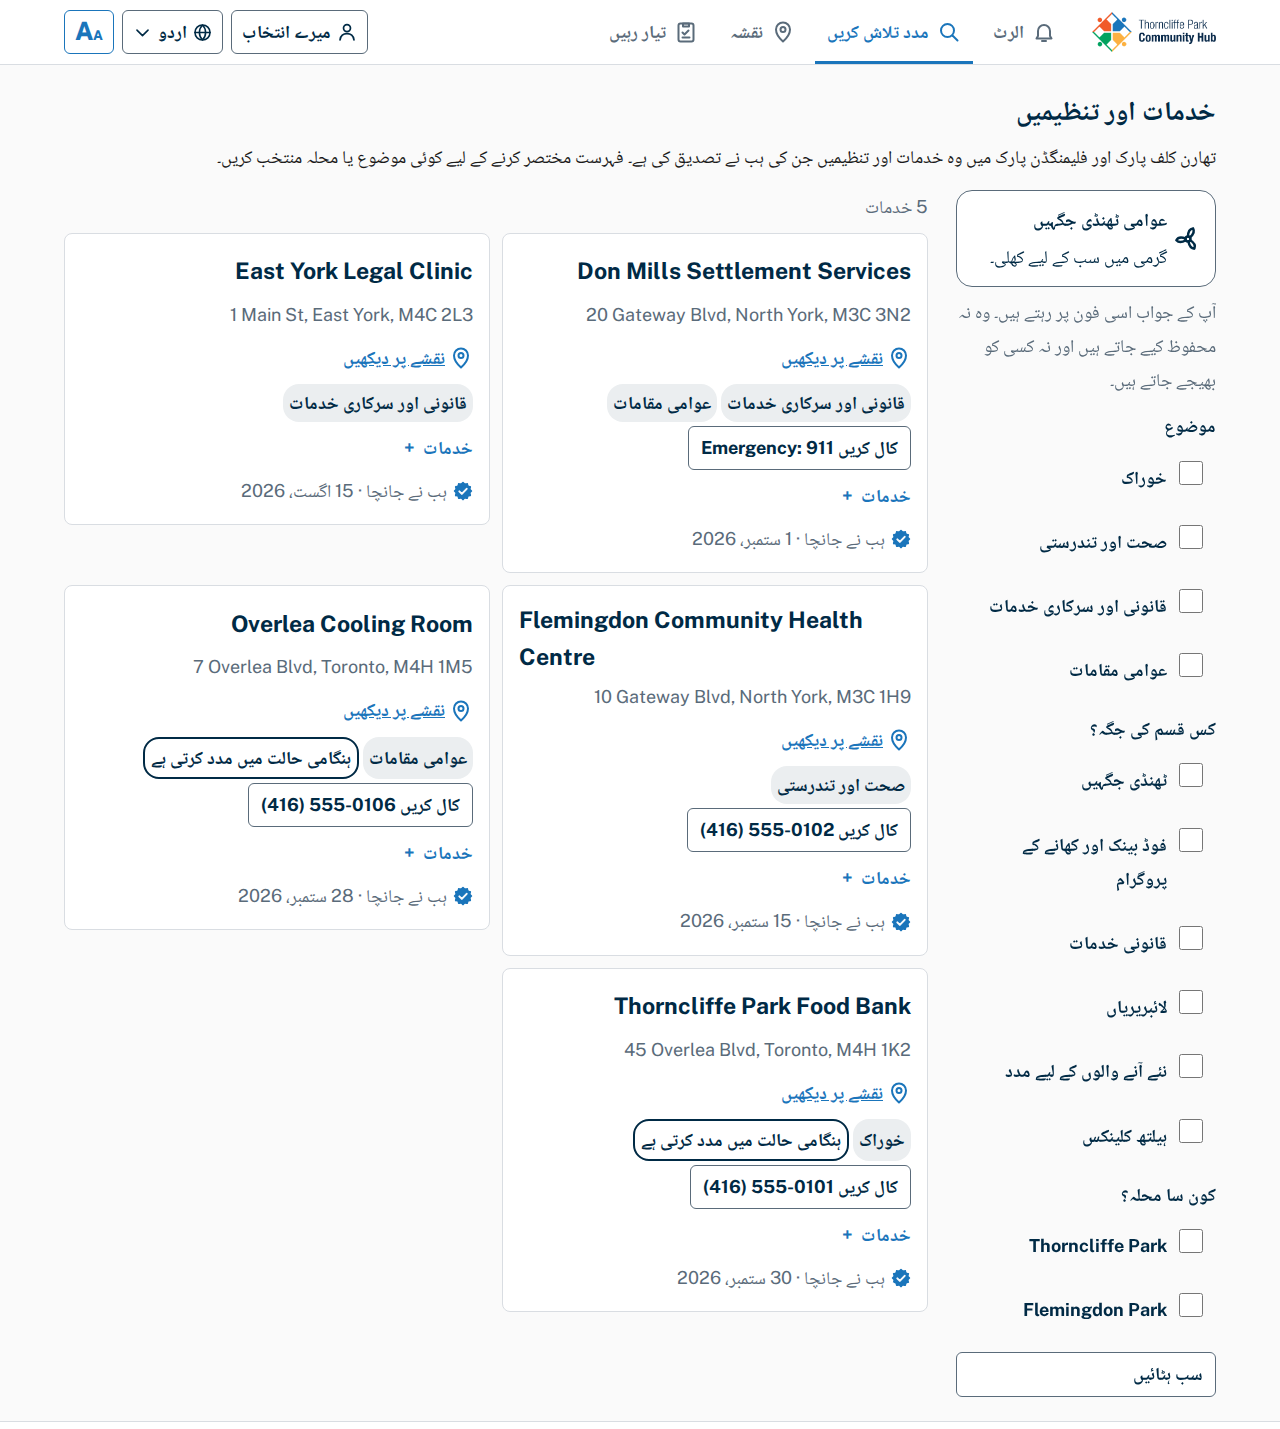 Thorncliffe Park
Community Hub
الرٹ
مدد تلاش کریں
نقشہ
تیار رہیں
میرے انتخاب
اردو
AA
خدمات اور تنظیمیں
تھارن کلف پارک اور فلیمنگڈن پارک میں وہ خدمات اور تنظیمیں جن کی ہب نے تصدیق کی ہے۔ فہرست مختصر کرنے کے لیے کوئی موضوع یا محلہ منتخب کریں۔
عوامی ٹھنڈی جگہیں
گرمی میں سب کے لیے کھلی۔
آپ کے جواب اسی فون پر رہتے ہیں۔ وہ نہ
محفوظ کیے جاتے ہیں اور نہ کسی کو
بھیجے جاتے ہیں۔
موضوع
خوراک
صحت اور تندرستی
قانونی اور سرکاری خدمات
عوامی مقامات
کس قسم کی جگہ؟
ٹھنڈی جگہیں
فوڈ بینک اور کھانے کے
پروگرام
قانونی خدمات
لائبریریاں
نئے آنے والوں کے لیے مدد
ہیلتھ کلینکس
کون سا محلہ؟
Thorncliffe Park
Flemingdon Park
سب ہٹائیں
5 خدمات
Don Mills Settlement Services
20 Gateway Blvd, North York, M3C 3N2
نقشے پر دیکھیں
قانونی اور سرکاری خدمات
عوامی مقامات
کال کریں Emergency: 911
خدمات +
ہب نے جانچا · 1 ستمبر، 2026
East York Legal Clinic
1 Main St, East York, M4C 2L3
نقشے پر دیکھیں
قانونی اور سرکاری خدمات
خدمات +
ہب نے جانچا · 15 اگست، 2026
Flemingdon Community Health
Centre
10 Gateway Blvd, North York, M3C 1H9
نقشے پر دیکھیں
صحت اور تندرستی
کال کریں (416) 555-0102
خدمات +
ہب نے جانچا · 15 ستمبر، 2026
Overlea Cooling Room
7 Overlea Blvd, Toronto, M4H 1M5
نقشے پر دیکھیں
عوامی مقامات
ہنگامی حالت میں مدد کرتی ہے
کال کریں (416) 555-0106
خدمات +
ہب نے جانچا · 28 ستمبر، 2026
Thorncliffe Park Food Bank
45 Overlea Blvd, Toronto, M4H 1K2
نقشے پر دیکھیں
خوراک
ہنگامی حالت میں مدد کرتی ہے
کال کریں (416) 555-0101
خدمات +
ہب نے جانچا · 30 ستمبر، 2026